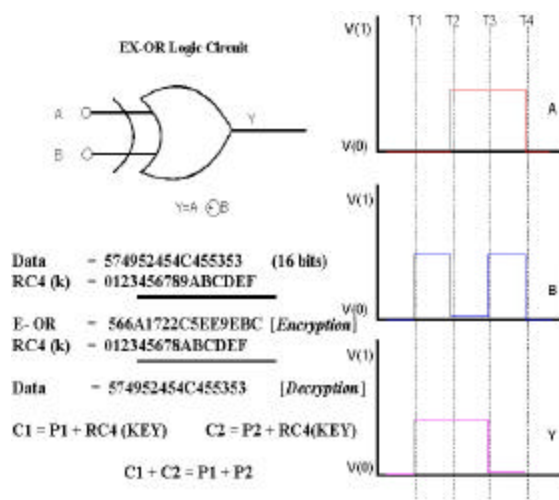 EX-OR Logic Circuit
A
B
Y
Y=A ⊕B
Data = 574952454C455353 (16 bits)
RC4 (k) = 0123456789ABCDEF
E- OR = 566A1722C5EE9EBC [Encryption]
RC4 (k) = 012345678ABCDEF
Data = 574952454C455353 [Decryption]
C1 = P1 + RC4 (KEY) C2 = P2 + RC4(KEY)
C1 + C2 = P1 + P2
T1 T2 T3 T4
V(1)
A
V(0)
V(1)
B
V(0)
V(1)
Y
V(0)